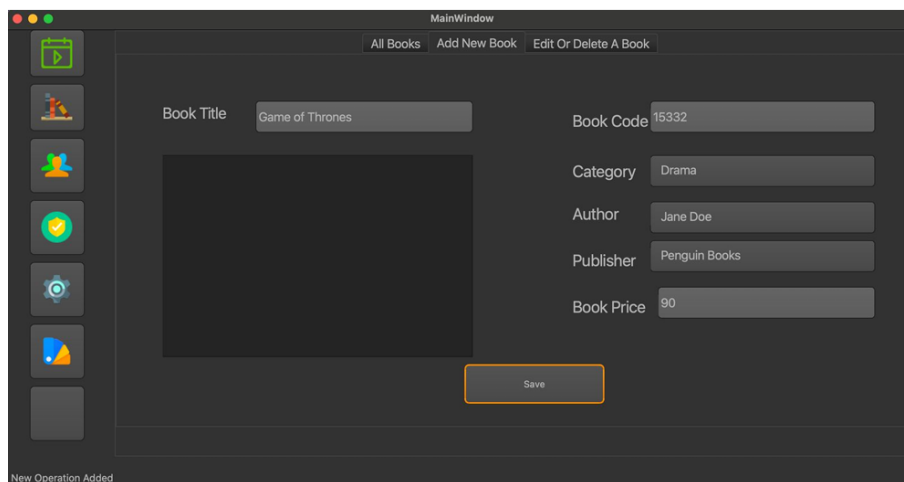 MainWindow
All Books Add New Book Edit Or Delete A Book
Book Title Game of Thrones
Book Code 15332
Category Drama
Author Jane Doe
Publisher Penguin Books
Book Price 90
Save
New Operation Added